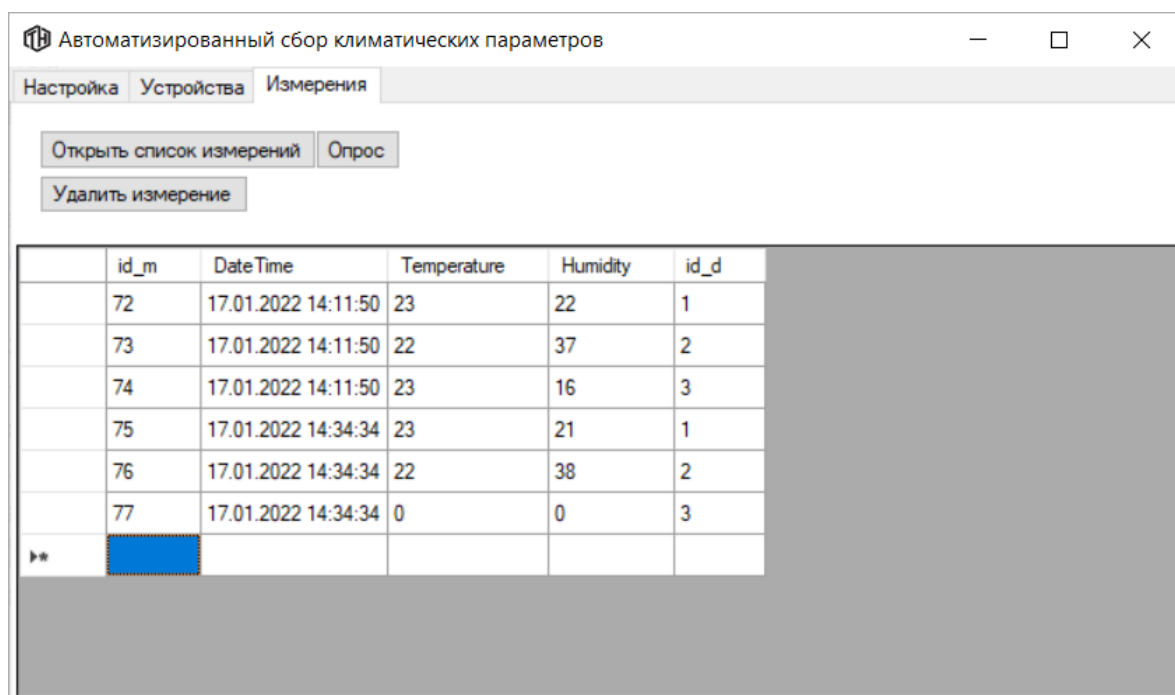 TH Автоматизированный сбор климатических параметров
Настройка Устройства Измерения
Открыть список измерений Опрос
Удалить измерение
id_m DateTime Temperature Humidity id_d
72 17.01.2022 14:11:50 23 22 1
73 17.01.2022 14:11:50 22 37 2
74 17.01.2022 14:11:50 23 16 3
75 17.01.2022 14:34:34 23 21 1
76 17.01.2022 14:34:34 22 38 2
77 17.01.2022 14:34:34 0 0 3